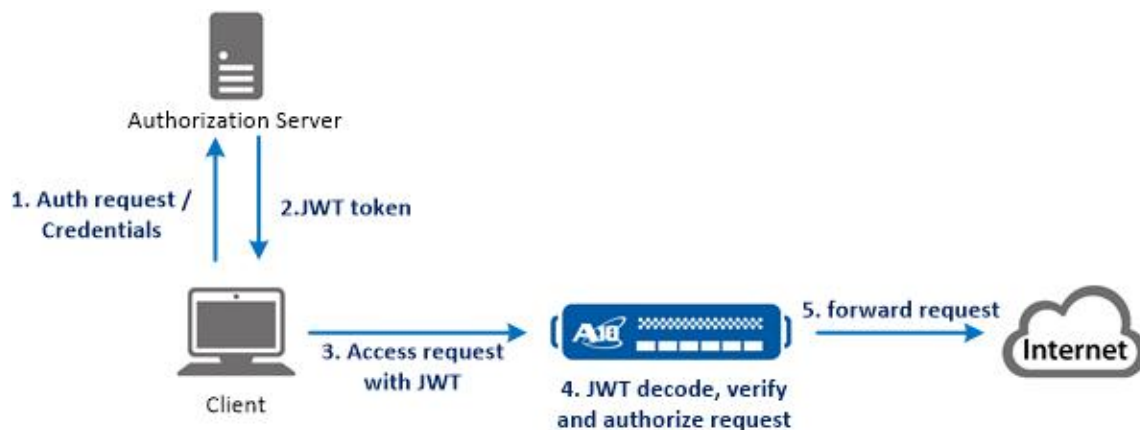 Authorization Server
1. Auth request /
Credentials
2.JWT token
Client
3. Access request
with JWT
A10
4. JWT decode, verify
and authorize request
5. forward request
Internet